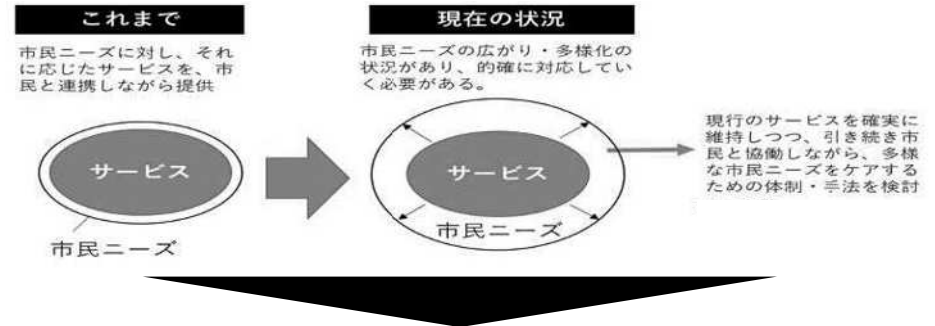 これまで
市民ニーズに対し、それ
に応じたサービスを、市
民と連携しながら提供
サービス
市民ニーズ
現在の状況
市民ニーズの広がり・多様化の
状況があり、的確に対応してい
く必要がある。
サービス
市民ニーズ
現行のサービスを確実に
維持しつつ、引き続き市
民と協働しながら、多様
な市民ニーズをケアする
ための体制・手法を検討